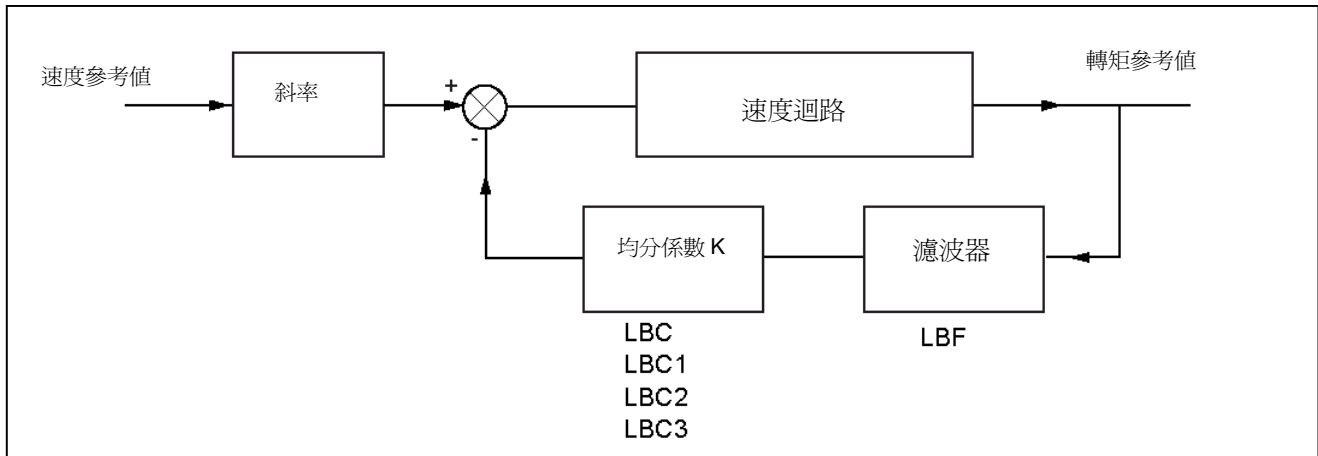 速度參考值
斜率
+
-
速度迴路
轉矩參考值
均分係數 K
濾波器
LBC
LBC1
LBC2
LBC3
LBF